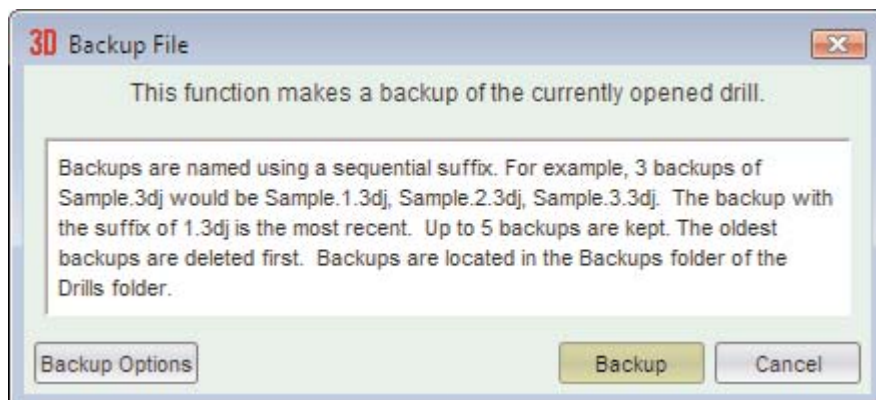 3D Backup File
This function makes a backup of the currently opened drill.
Backups are named using a sequential suffix. For example, 3 backups of
Sample.3dj would be Sample.1.3dj, Sample.2.3dj, Sample.3.3dj.  The backup with
the suffix of 1.3dj is the most recent.  Up to 5 backups are kept. The oldest
backups are deleted first.  Backups are located in the Backups folder of the
Drills folder.
Backup Options Backup Cancel